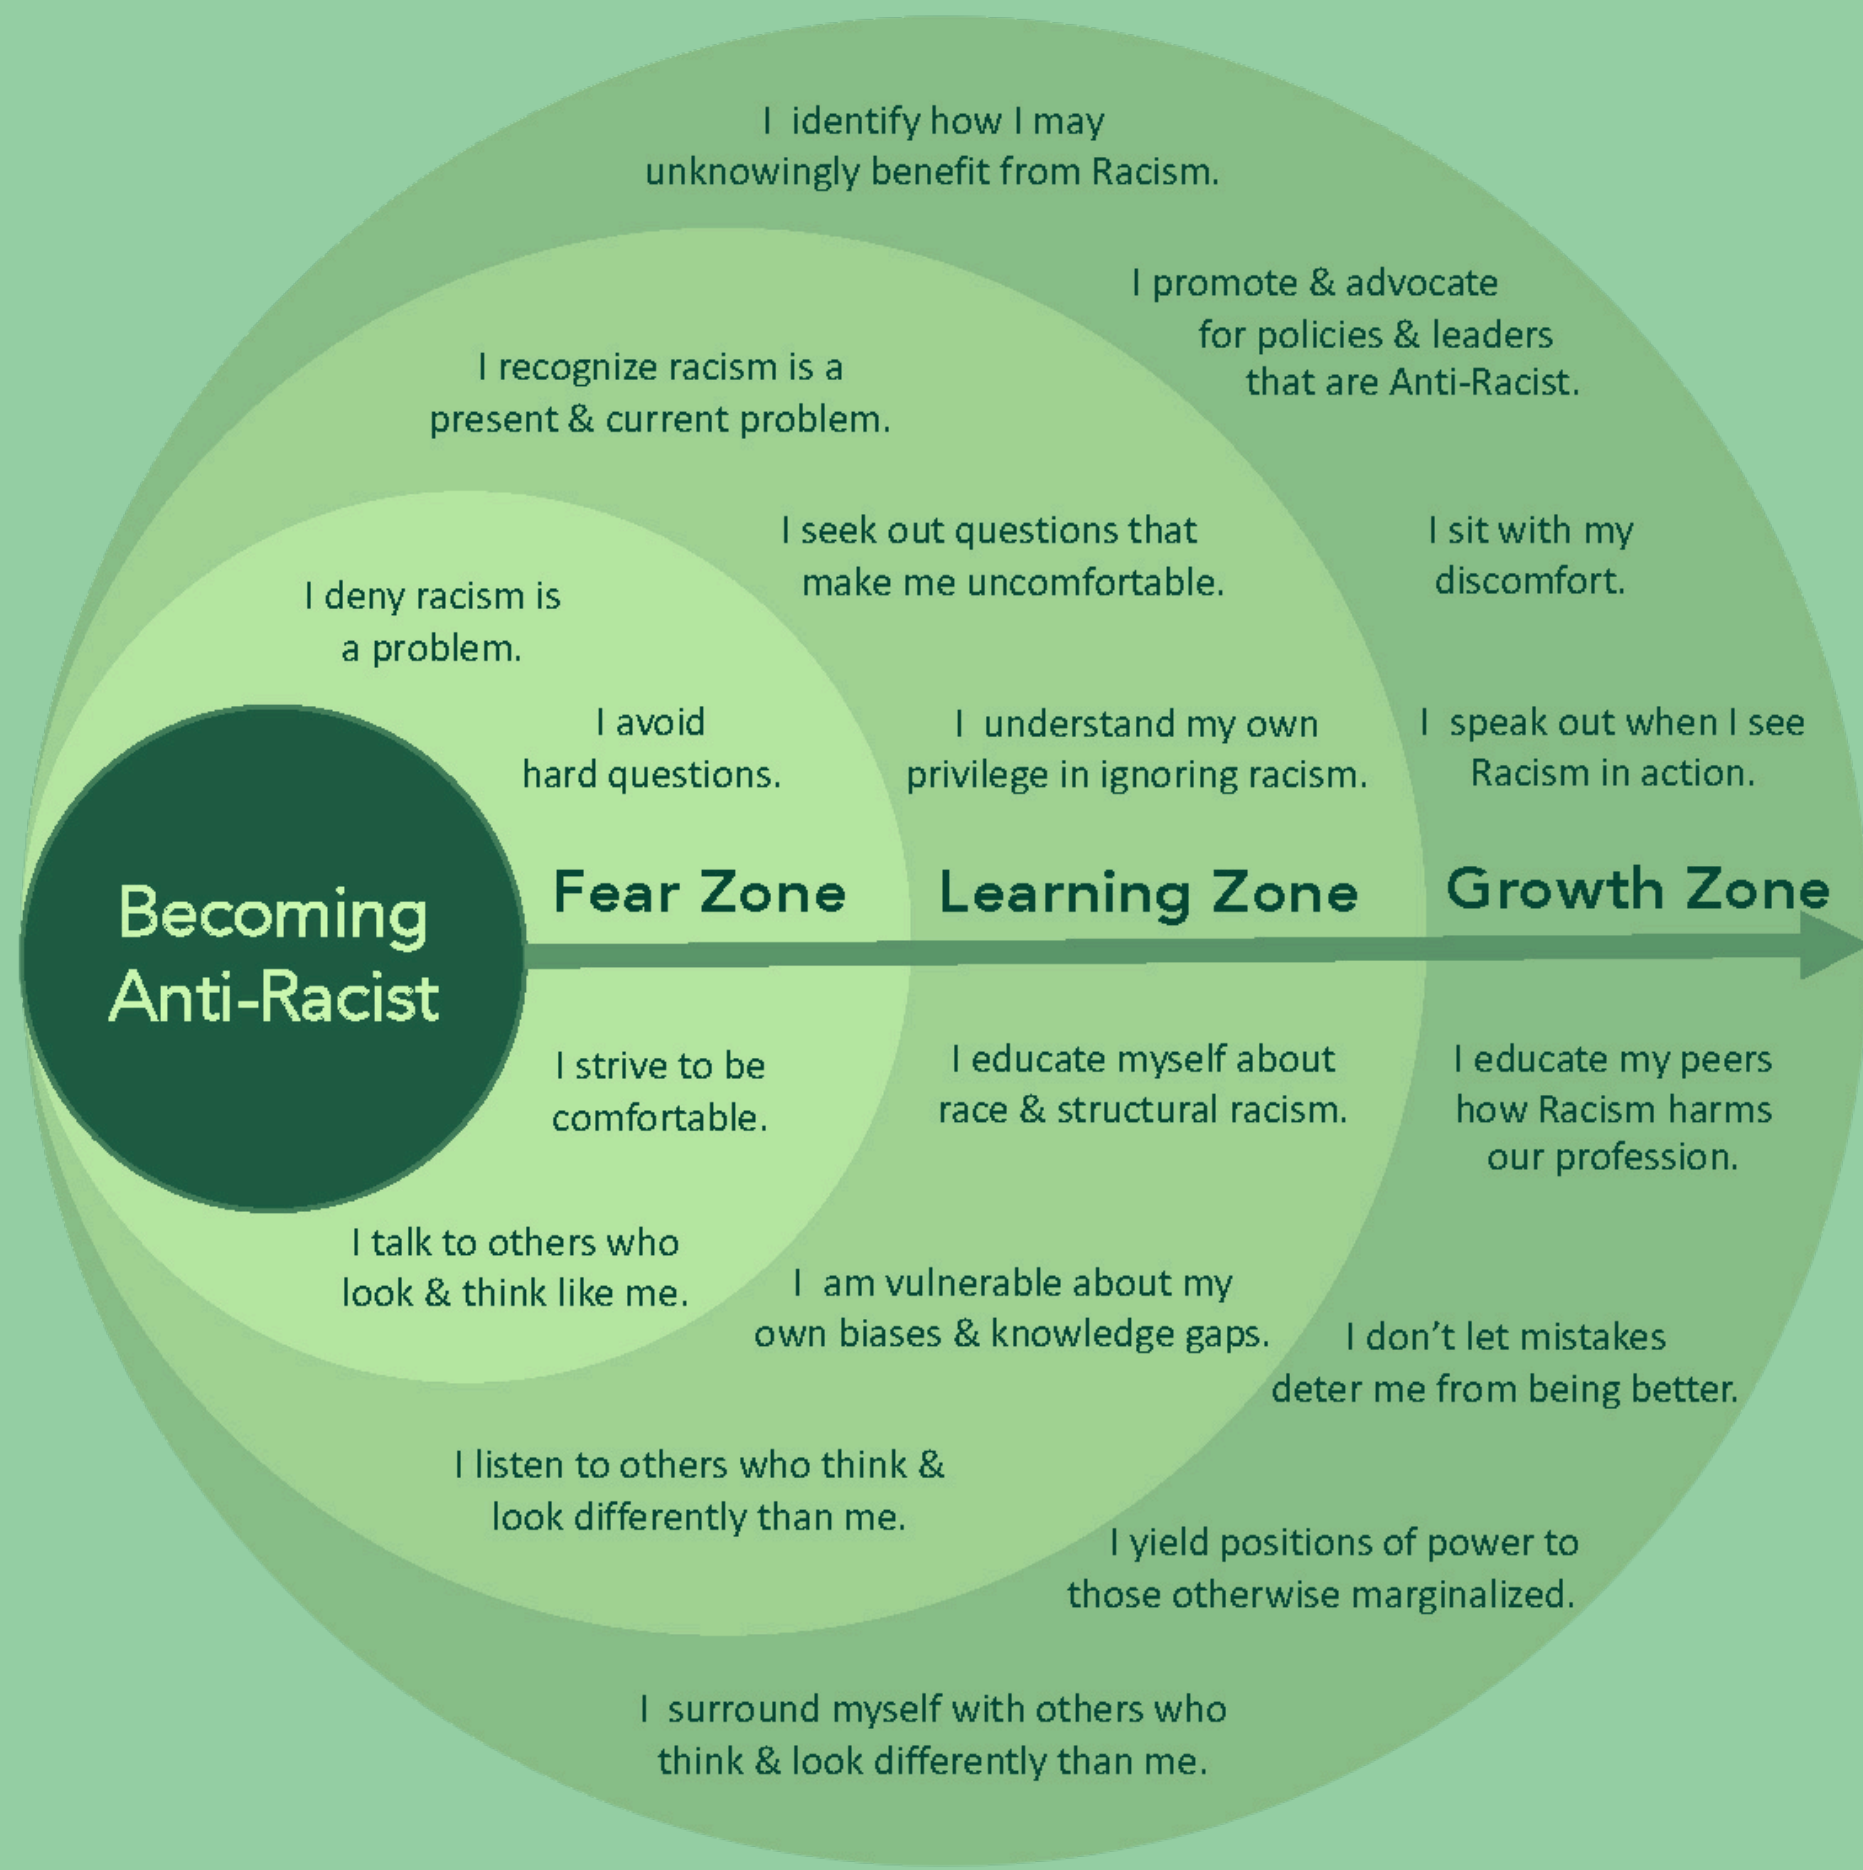 I identify how I may
unknowingly benefit from Racism.
I promote & advocate
for policies & leaders
that are Anti-Racist.
I recognize racism is a
present & current problem.
I seek out questions that
make me uncomfortable.
I sit with my
discomfort.
I deny racism is
a problem.
I avoid
hard questions.
I understand my own
privilege in ignoring racism.
I speak out when I see
Racism in action.
Becoming
Anti-Racist
Fear Zone
Learning Zone
Growth Zone
I strive to be
comfortable.
I educate myself about
race & structural racism.
I educate my peers
how Racism harms
our profession.
I talk to others who
look & think like me.
I am vulnerable about my
own biases & knowledge gaps.
I don’t let mistakes
deter me from being better.
I listen to others who think &
look differently than me.
I yield positions of power to
those otherwise marginalized.
I surround myself with others who
think & look differently than me.